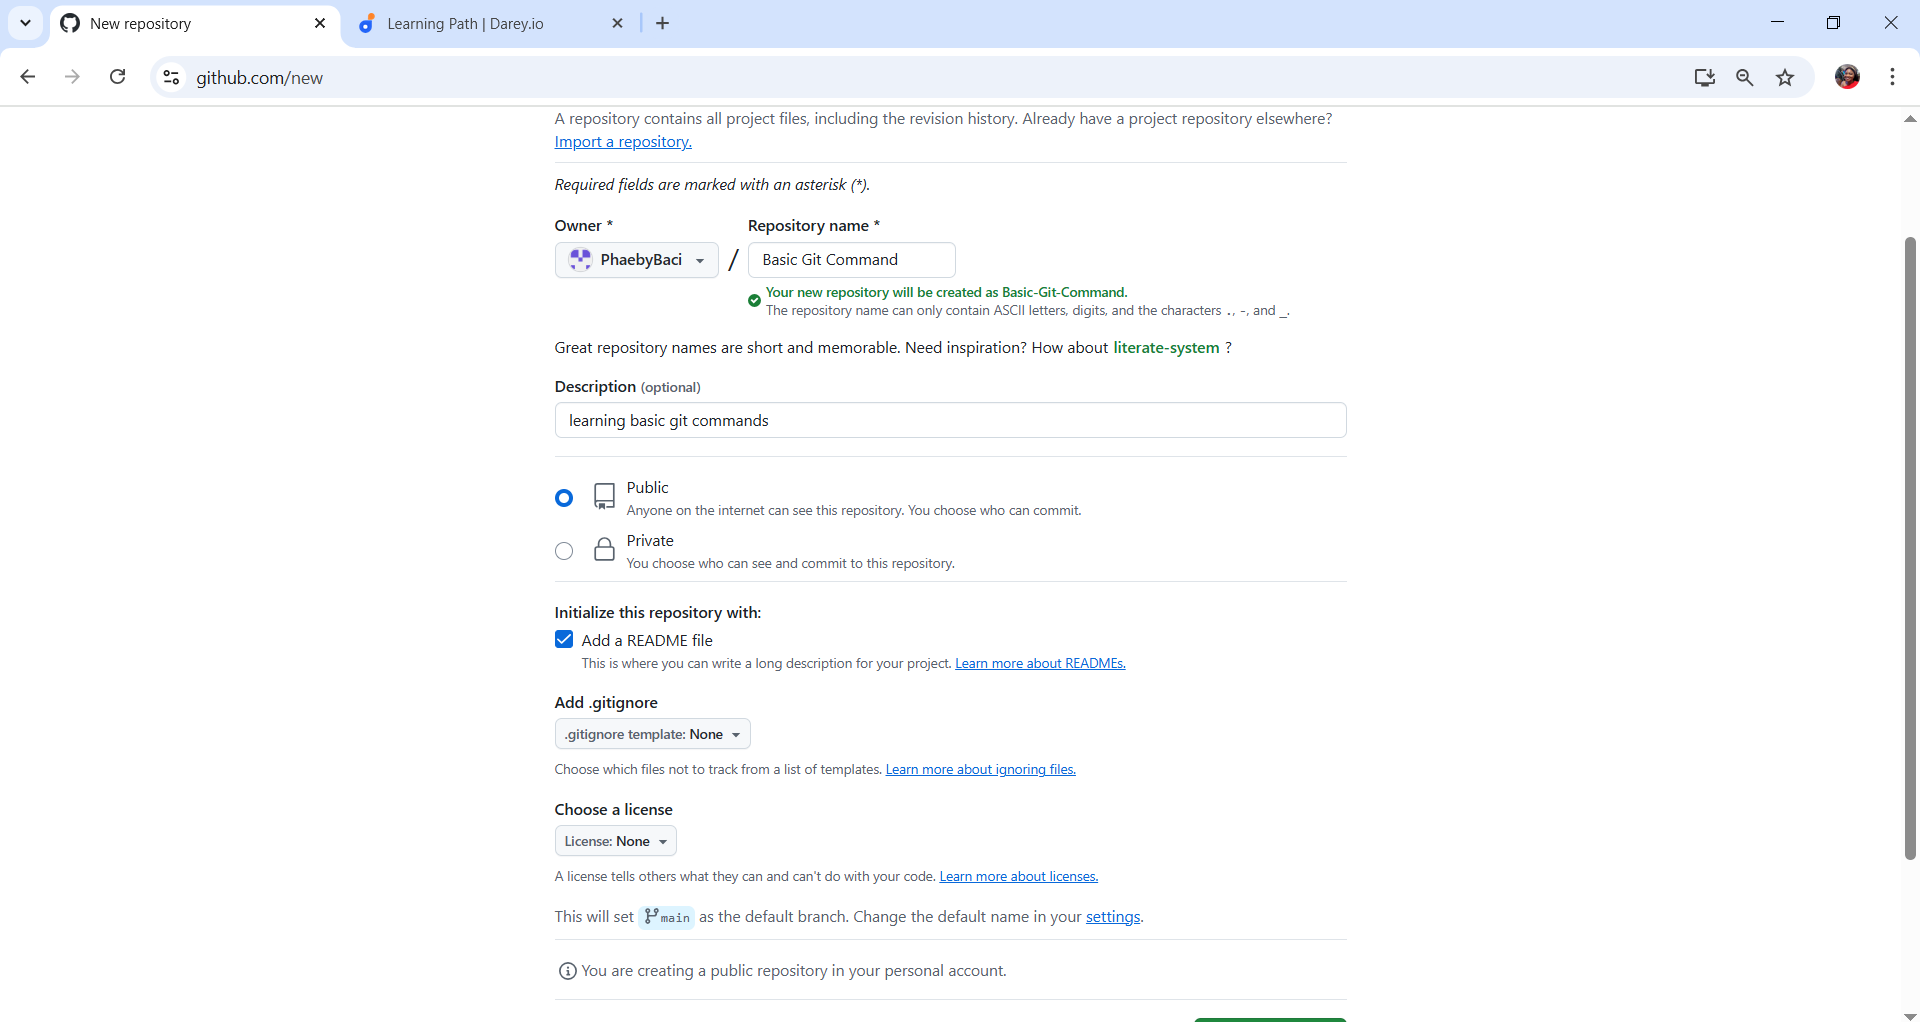 New repository
Learning Path | Darey.io
github.com/new
A repository contains all project files, including the revision history. Already have a project repository elsewhere?
Import a repository.
Required fields are marked with an asterisk (*).
Owner *
Repository name *
PhaebyBaci
/
Basic Git Command
Your new repository will be created as Basic-Git-Command.
The repository name can only contain ASCII letters, digits, and the characters ., -, and _.
Great repository names are short and memorable. Need inspiration? How about literate-system ?
Description (optional)
learning basic git commands
Public
Anyone on the internet can see this repository. You choose who can commit.
Private
You choose who can see and commit to this repository.
Initialize this repository with:
Add a README file
This is where you can write a long description for your project. Learn more about READMEs.
Add .gitignore
.gitignore template: None
Choose which files not to track from a list of templates. Learn more about ignoring files.
Choose a license
License: None
A license tells others what they can and can't do with your code. Learn more about licenses.
This will set main as the default branch. Change the default name in your settings.
You are creating a public repository in your personal account.